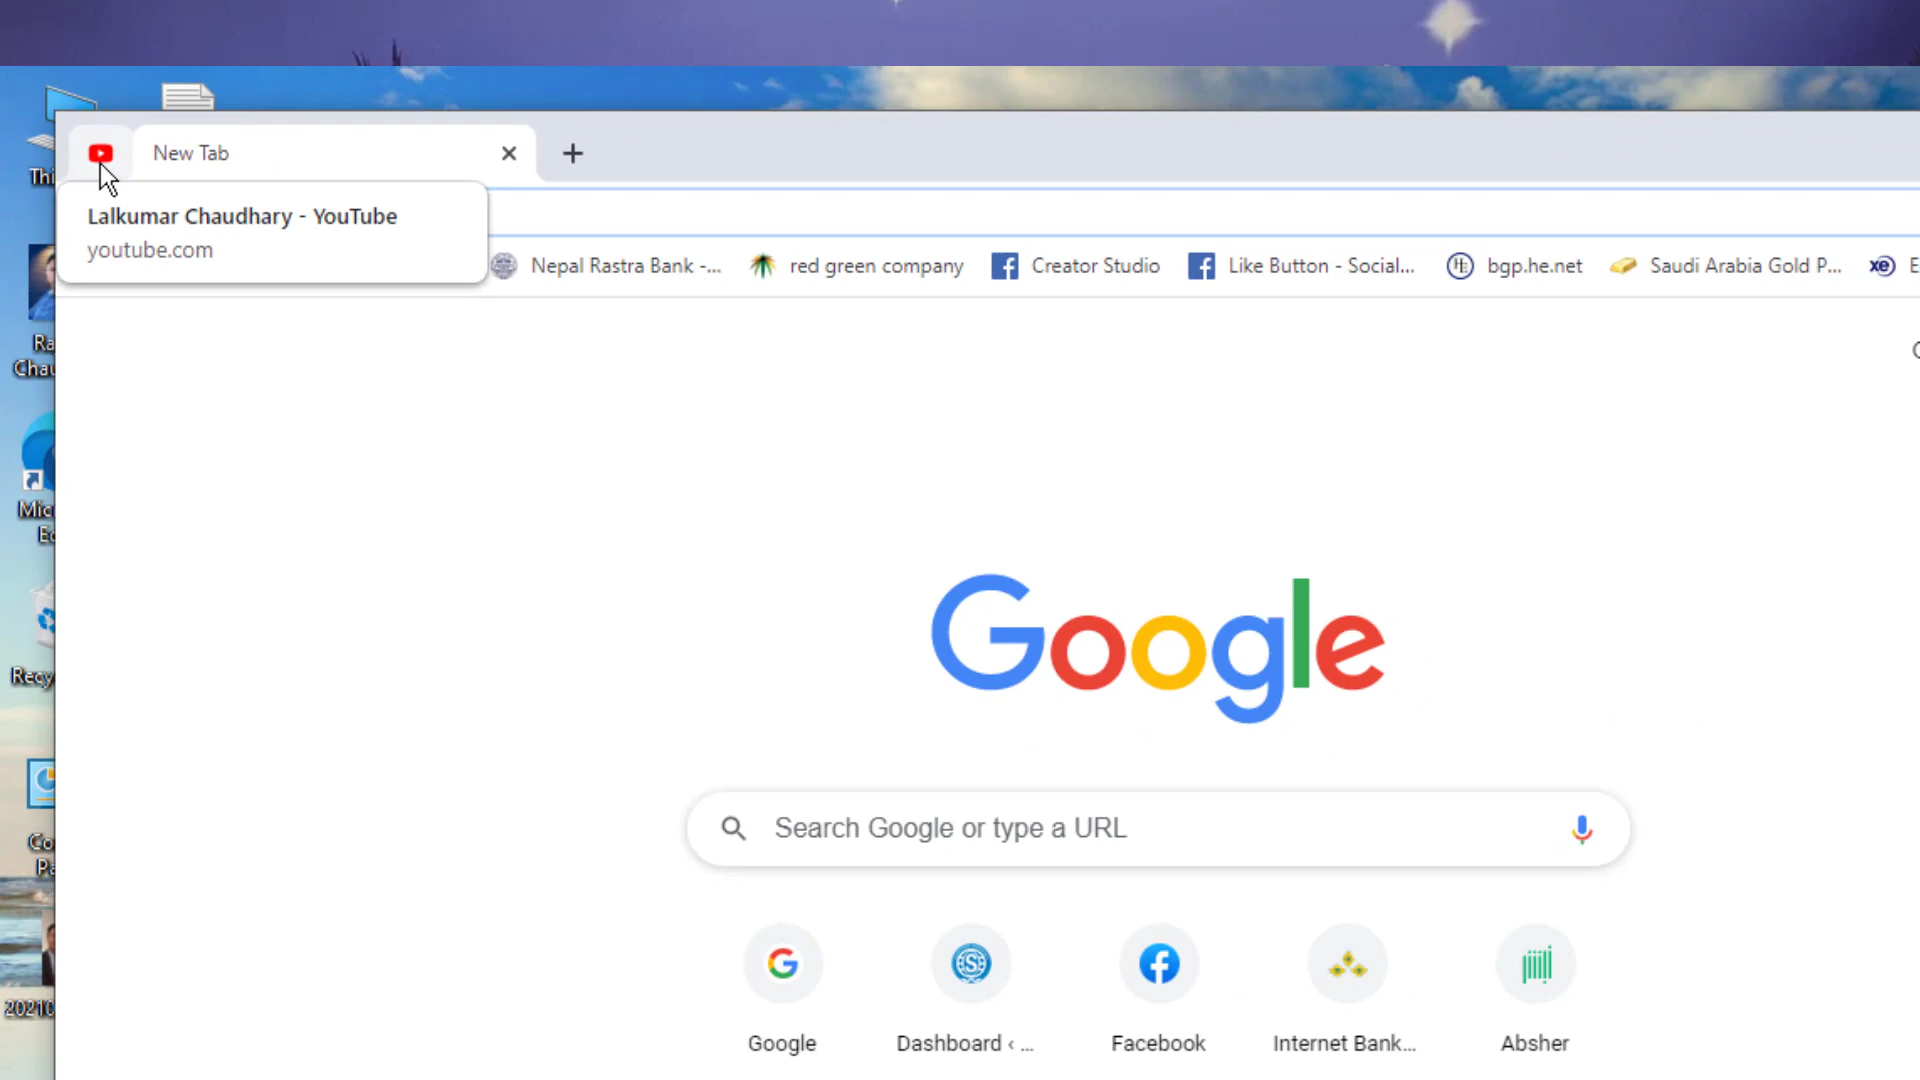 New Tab
Lalkumar Chaudhary - YouTube
youtube.com
Nepal Rastra Bank -...
red green company
Creator Studio
Like Button - Social...
bgp.he.net
Saudi Arabia Gold P...
xe
Google
Search Google or type a URL
Google
Dashboard ‹ ...
Facebook
Internet Bank...
Absher